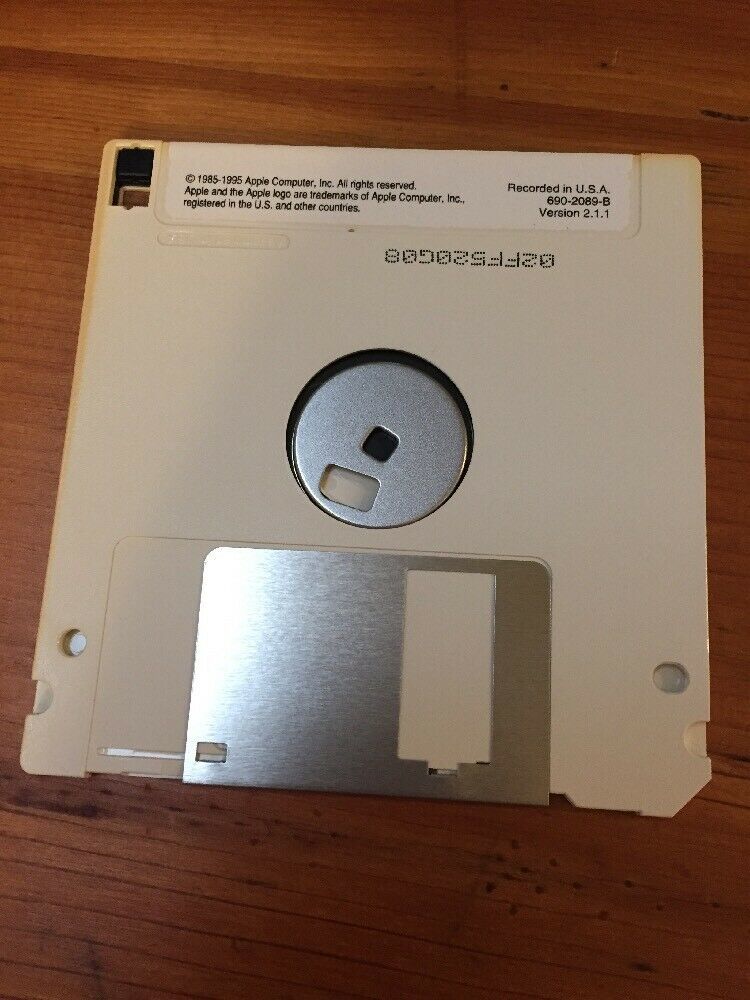 © 1985-1995 Apple Computer, Inc. All rights reserved.
Apple and the Apple logo are trademarks of Apple Computer, Inc.,
registered in the U.S. and other countries.
Recorded in U.S.A.
690-2089-B
Version 2.1.1
02FF520G08